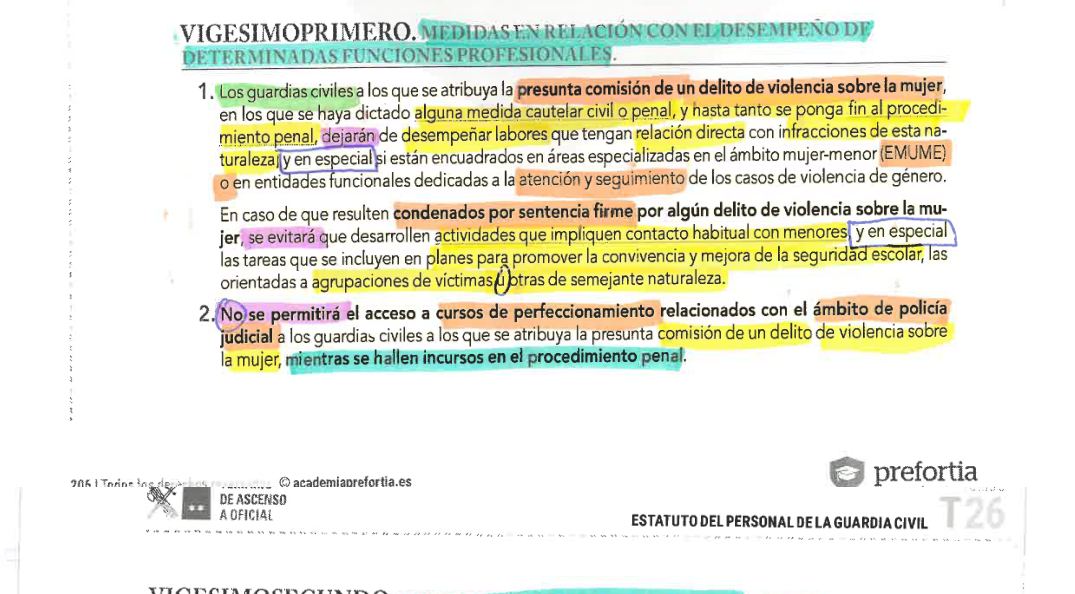 VIGESIMOPRIMERO. MEDIDAS EN RELACIÓN CON EL DESEMPEÑO DE
DETERMINADAS FUNCIONES PROFESIONALES.
1. Los guardias civiles a los que se atribuya la presunta comisión de un delito de violencia sobre la mujer,
en los que se haya dictado alguna medida cautelar civil o penal, y hasta tanto se ponga fin al procedi-
miento penal, dejarán de desempeñar labores que tengan relación directa con infracciones de esta na-
turaleza, y en especial si están encuadrados en áreas especializadas en el ámbito mujer-menor (EMUME)
o en entidades funcionales dedicadas a la atención y seguimiento de los casos de violencia de género.
En caso de que resulten condenados por sentencia firme por algún delito de violencia sobre la mu-
jer, se evitará que desarrollen actividades que impliquen contacto habitual con menores, y en especial
las tareas que se incluyen en planes para promover la convivencia y mejora de la seguridad escolar, las
orientadas a agrupaciones de víctimas u otras de semejante naturaleza.
2. No se permitirá el acceso a cursos de perfeccionamiento relacionados con el ámbito de policía
judicial a los guardias civiles a los que se atribuya la presunta comisión de un delito de violencia sobre
la mujer, mientras se hallen incursos en el procedimiento penal.
prefortia
206 | Todos los © academiaprefortia.es
DE ASCENSO
A OFICIAL
ESTATUTO DEL PERSONAL DE LA GUARDIA CIVIL T26
VIGESIMOSEGUNDO.